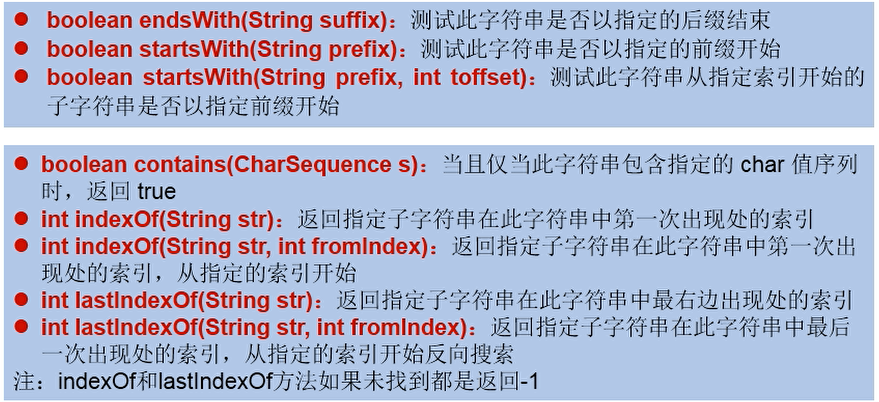 ● boolean endsWith(String suffix)：测试此字符串是否以指定的后缀结束
● boolean startsWith(String prefix)：测试此字符串是否以指定的前缀开始
● boolean startsWith(String prefix, int toffset)：测试此字符串从指定索引开始的
子字符串是否以指定前缀开始
● boolean contains(CharSequence s)：当且仅当此字符串包含指定的 char 值序列
时，返回 true
● int indexOf(String str)：返回指定子字符串在此字符串中第一次出现处的索引
● int indexOf(String str, int fromIndex)：返回指定子字符串在此字符串中第一次出
现处的索引，从指定的索引开始
● int lastIndexOf(String str)：返回指定子字符串在此字符串中最右边出现处的索引
● int lastIndexOf(String str, int fromIndex)：返回指定子字符串在此字符串中最后
一次出现处的索引，从指定的索引开始反向搜索
注：indexOf和lastIndexOf方法如果未找到都是返回-1